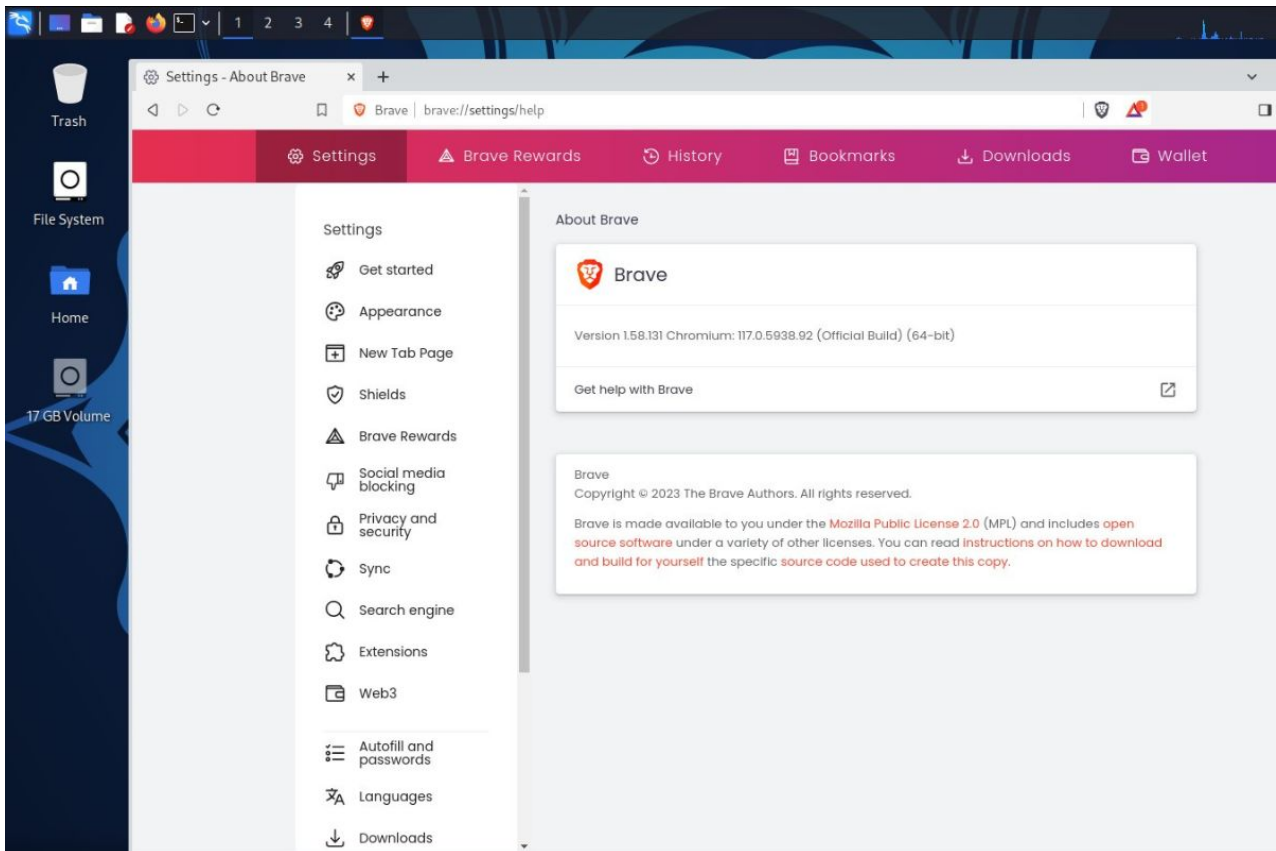 1 2 3 4
Trash
File System
Home
17 GB Volume
Settings - About Brave
Brave | brave://settings/help
Settings
Brave Rewards
History
Bookmarks
Downloads
Wallet
Settings
Get started
Appearance
New Tab Page
Shields
Brave Rewards
Social media
blocking
Privacy and
security
Sync
Search engine
Extensions
Web3
Autofill and
passwords
Languages
Downloads
About Brave
Brave
Version 1.58.131 Chromium: 117.0.5938.92 (Official Build) (64-bit)
Get help with Brave
Brave
Copyright © 2023 The Brave Authors. All rights reserved.
Brave is made available to you under the Mozilla Public License 2.0 (MPL) and includes open
source software under a variety of other licenses. You can read instructions on how to download
and build for yourself the specific source code used to create this copy.